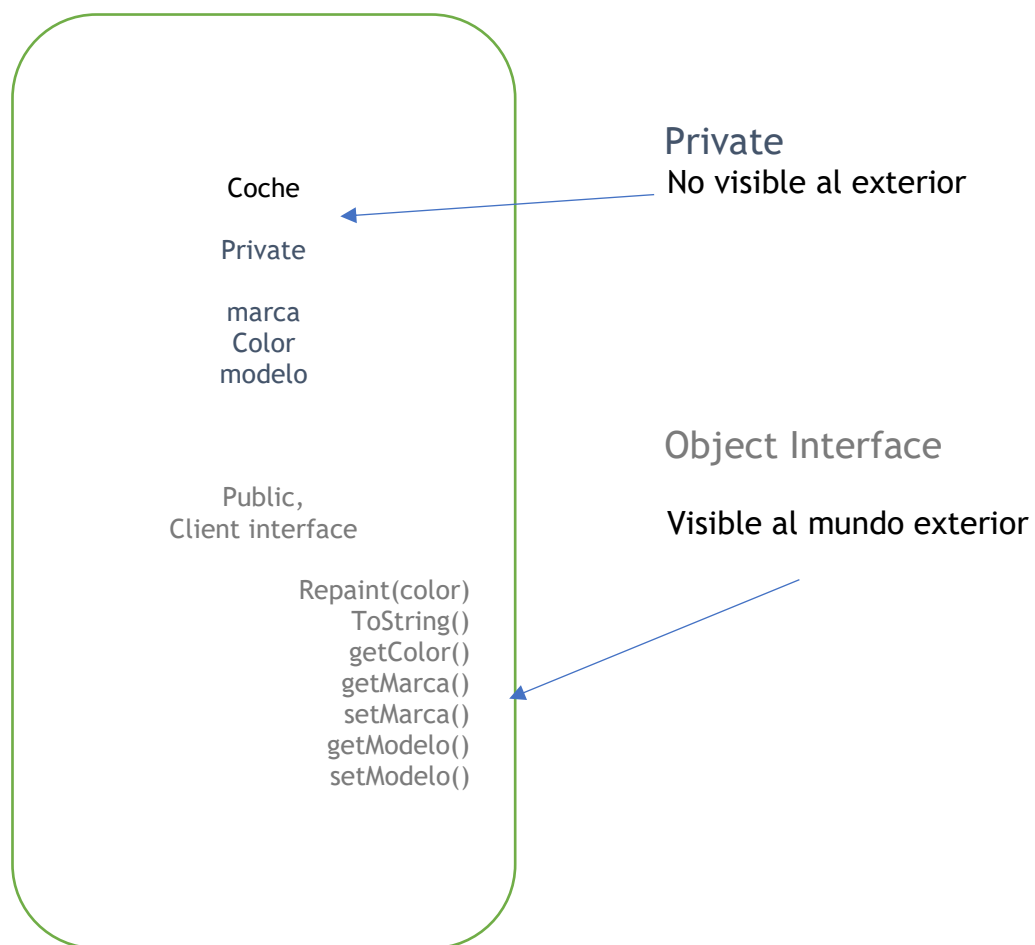 Coche
Private
marca
Color
modelo
Public,
Client interface
Repaint(color)
ToString()
getColor()
getMarca()
setMarca()
getModelo()
setModelo()
Private
No visible al exterior
Object Interface
Visible al mundo exterior